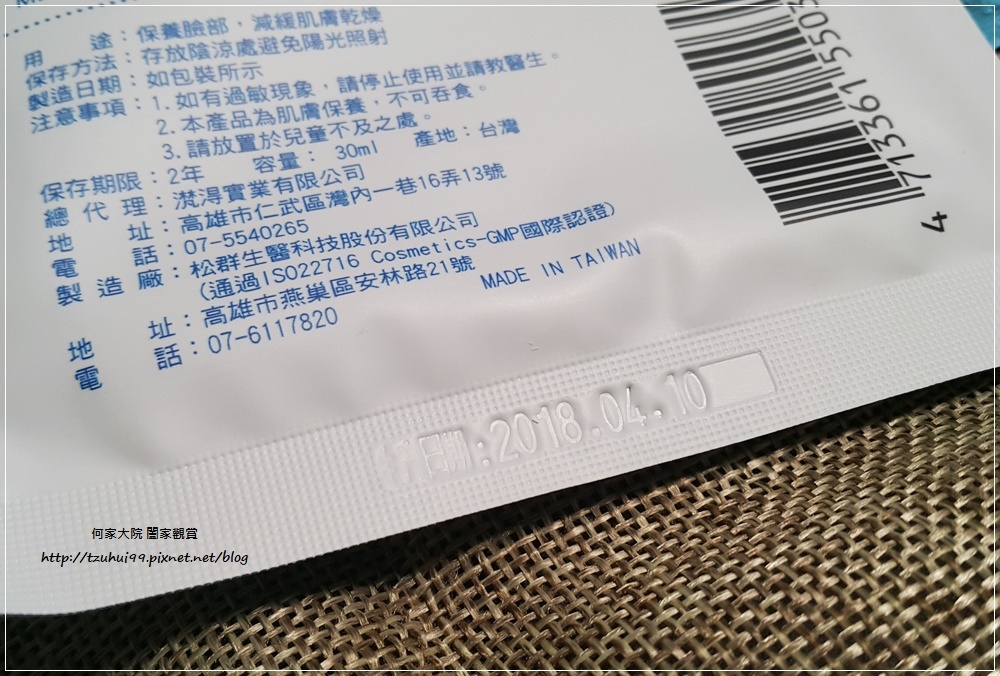 用 途：保養臉部，減緩肌膚乾燥
保存方法：存放陰涼處避免陽光照射
製造日期：如包裝所示
注意事項：1.如有過敏現象，請停止使用並請教醫生。
2.本產品為肌膚保養，不可吞食。
3.請放置於兒童不及之處。
保存期限：2年 容量： 30ml 產地：台灣
總 代 理：濙淂實業有限公司
地 址：高雄市仁武區灣內一巷16弄13號
電 話：07-5540265
製 造 廠：松群生醫科技股份有限公司
(通過ISO22716 Cosmetics-GMP國際認證)
地 址：高雄市燕巢區安林路21號
電 話：07-6117820
MADE IN TAIWAN
4 713361 5503
日期:2018.04.10
何家大院 闔家觀賞
http://tzuhui99.pixnet.net/blog